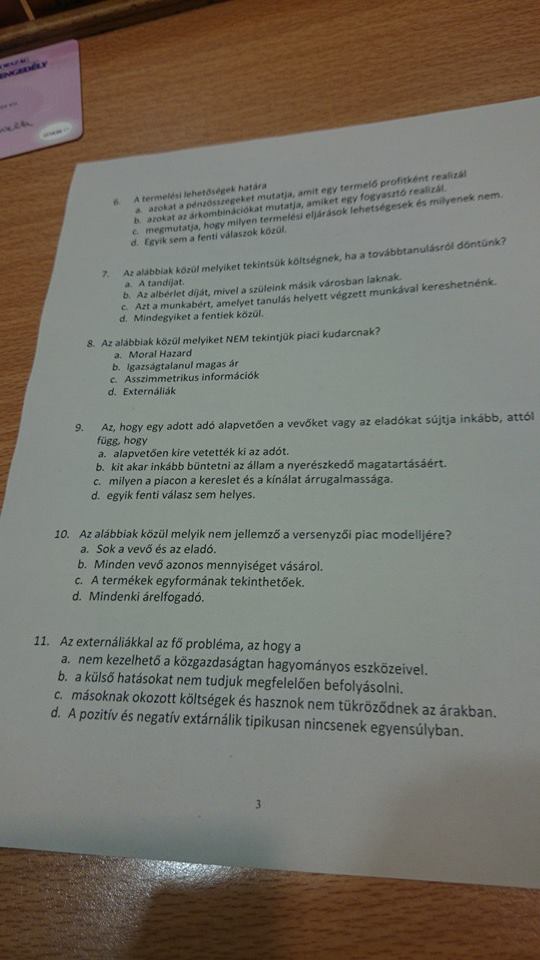 ENGEDÉLY
6. A termelési lehetőségek határa
a. azokat a pénzösszegeket mutatja, amit egy termelő profitként realizál
b. azokat az árkombinációkat mutatja, amiket egy fogyasztó realizál.
c. megmutatja, hogy milyen termelési eljárások lehetségesek és milyenek nem.
d. Egyik sem a fenti válaszok közül.
7. Az alábbiak közül melyiket tekintsük költségnek, ha a továbbtanulásról döntünk?
a. A tandíjat.
b. Az albérlet díját, mivel a szüleink másik városban laknak.
c. Azt a munkabért, amelyet tanulás helyett végzett munkával kereshetnénk.
d. Mindegyiket a fentiek közül.
8. Az alábbiak közül melyiket NEM tekintjük piaci kudarcnak?
a. Moral Hazard
b. Igazságtalanul magas ár
c. Asszimmetrikus információk
d. Externáliák
9. Az, hogy egy adott adó alapvetően a vevőket vagy az eladókat sújtja inkább, attól
függ, hogy
a. alapvetően kire vetették ki az adót.
b. kit akar inkább büntetni az állam a nyerészkedő magatartásáért.
c. milyen a piacon a kereslet és a kínálat árrugalmassága.
d. egyik fenti válasz sem helyes.
10. Az alábbiak közül melyik nem jellemző a versenyzői piac modelljére?
a. Sok a vevő és az eladó.
b. Minden vevő azonos mennyiséget vásárol.
c. A termékek egyformának tekinthetőek.
d. Mindenki árelfogadó.
11. Az externáliákkal az fő probléma, az hogy a
a. nem kezelhető a közgazdaságtan hagyományos eszközeivel.
b. a külső hatásokat nem tudjuk megfelelően befolyásolni.
c. másoknak okozott költségek és hasznok nem tükröződnek az árakban.
d. A pozitív és negatív extárnálik tipikusan nincsenek egyensúlyban.
3